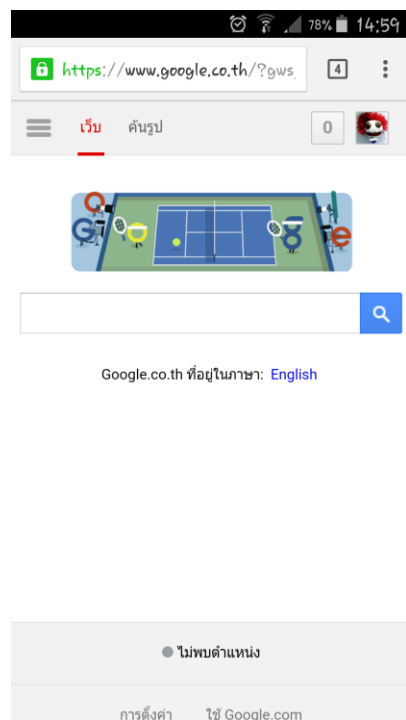 78% 14:59
https://www.google.co.th/?gws_ 4
เว็บ ค้นรูป 0
Google
Google.co.th ที่อยู่ในภาษา: English
ไม่พบตำแหน่ง
การตั้งค่า ใช้ Google.com